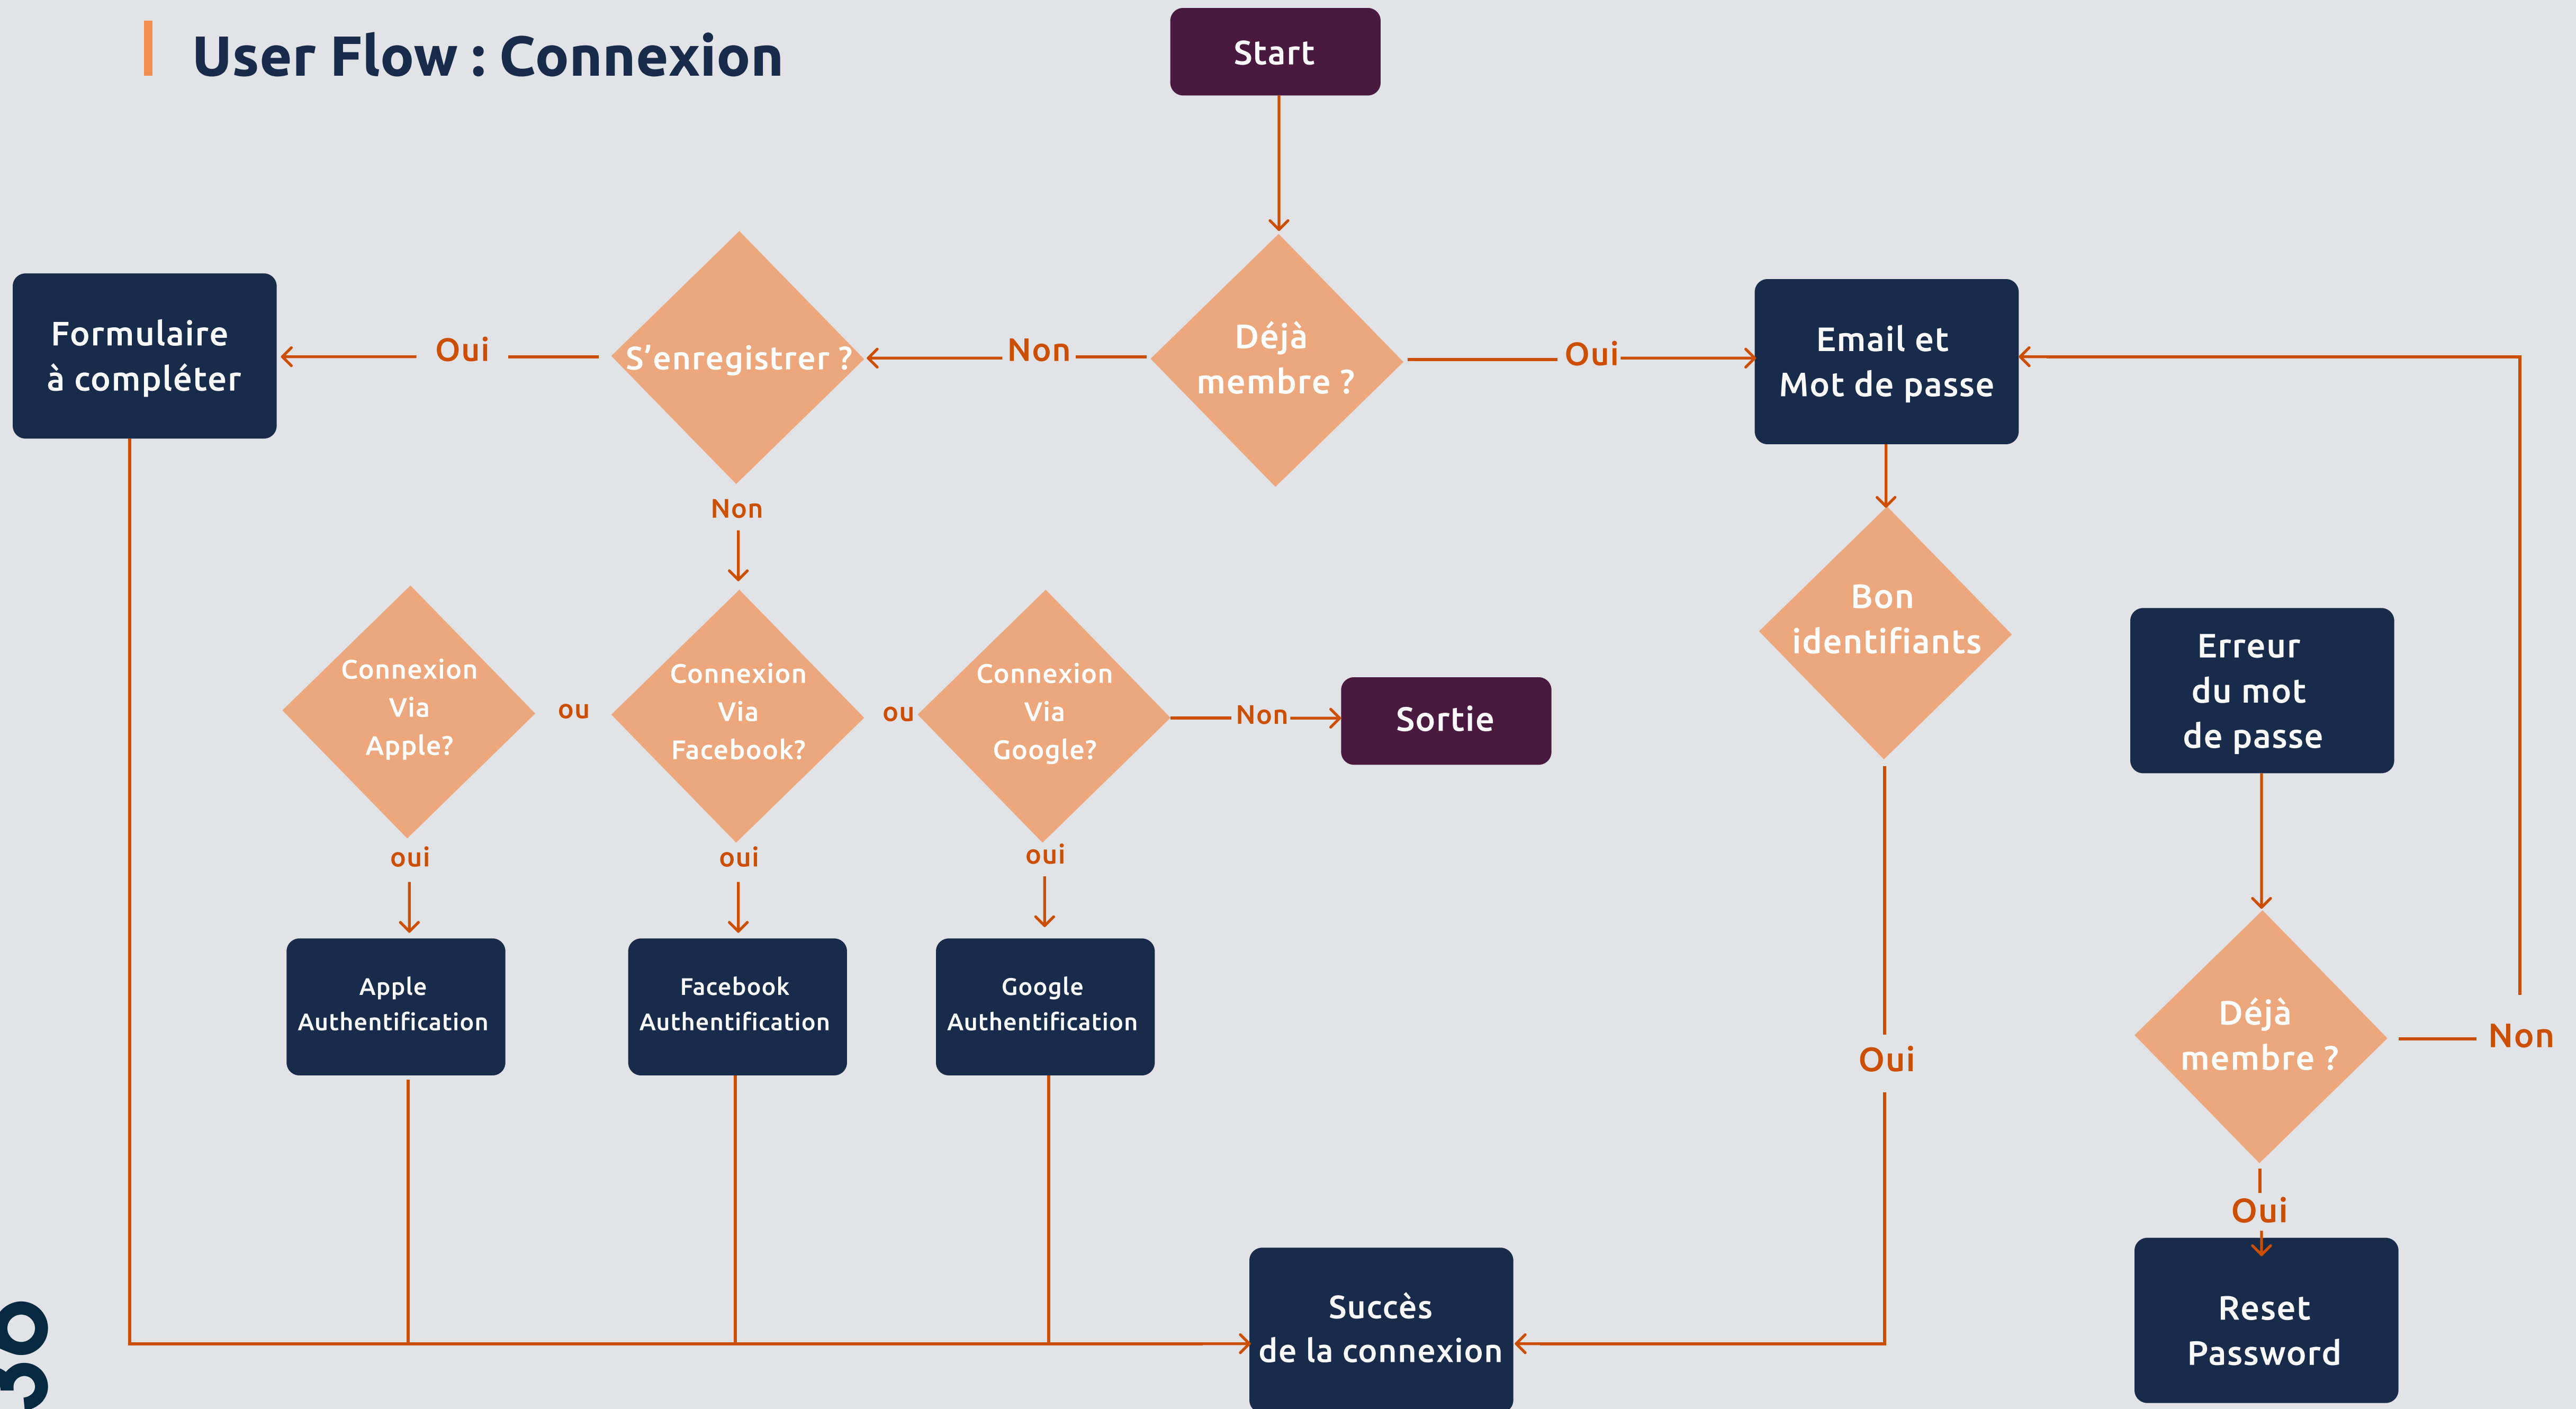 User Flow : Connexion
Start
Formulaire
à compléter
Oui
S’enregistrer ?
Non
Déjà
membre ?
Oui
Email et
Mot de passe
Non
Bon
identifiants
Connexion
Via
Apple?
ou
Connexion
Via
Facebook?
ou
Connexion
Via
Google?
Non
Sortie
Erreur
du mot
de passe
oui
oui
oui
Apple
Authentification
Facebook
Authentification
Google
Authentification
Oui
Déjà
membre ?
Non
Oui
Succès
de la connexion
Reset
Password